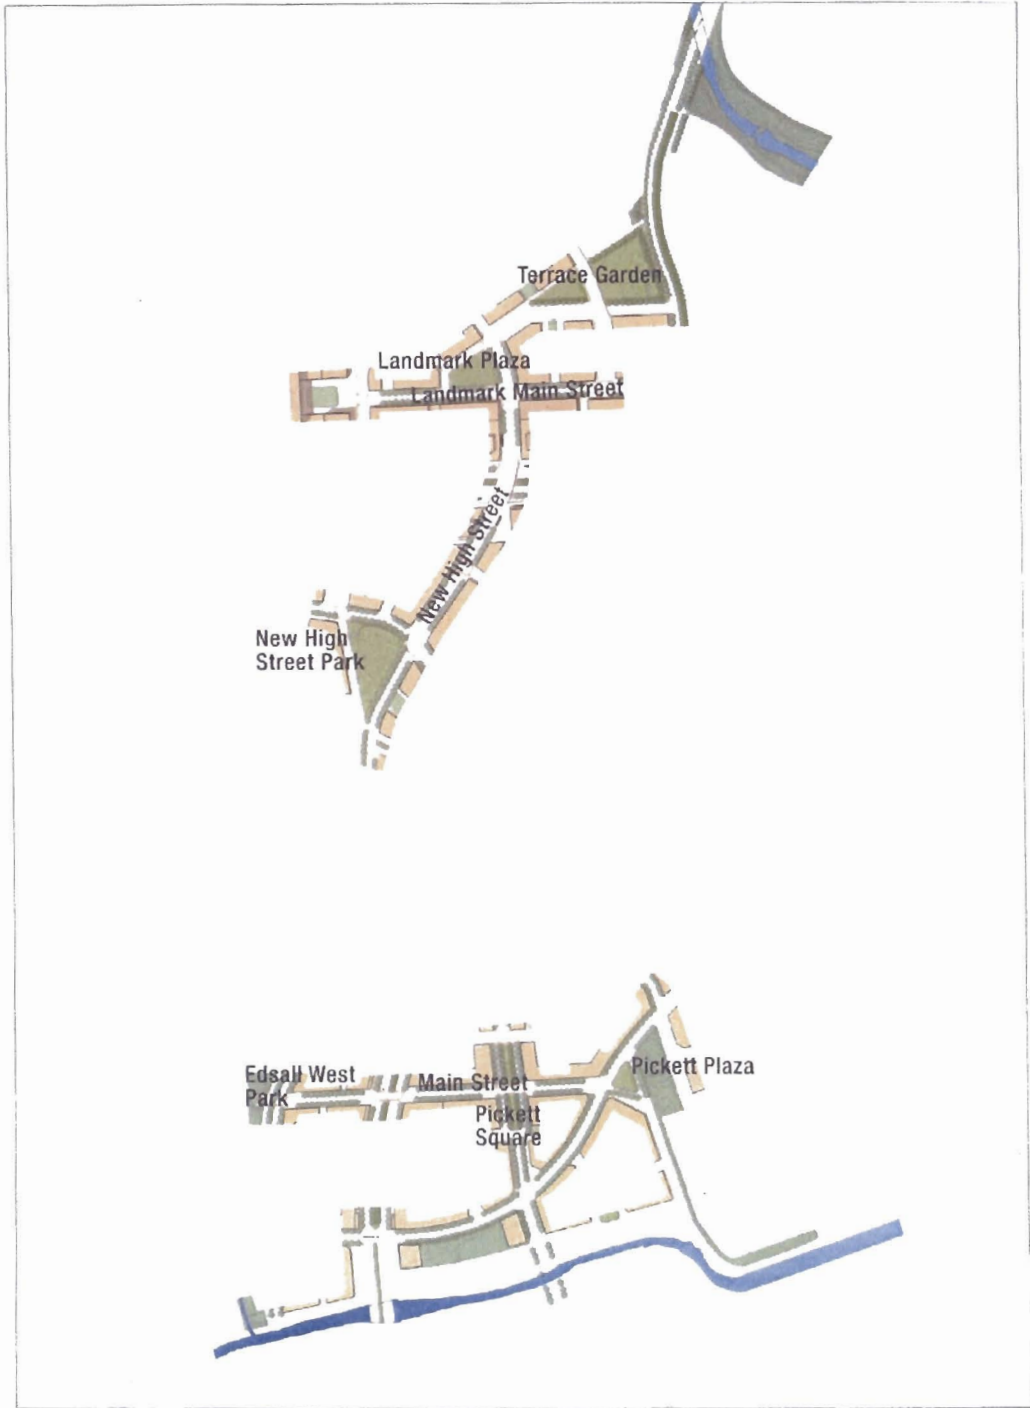 Terrace Garden
Landmark Plaza
Landmark Main Street
New High Street
New High
Street Park
Edsall West
Park
Main Street
Pickett Plaza
Pickett
Square